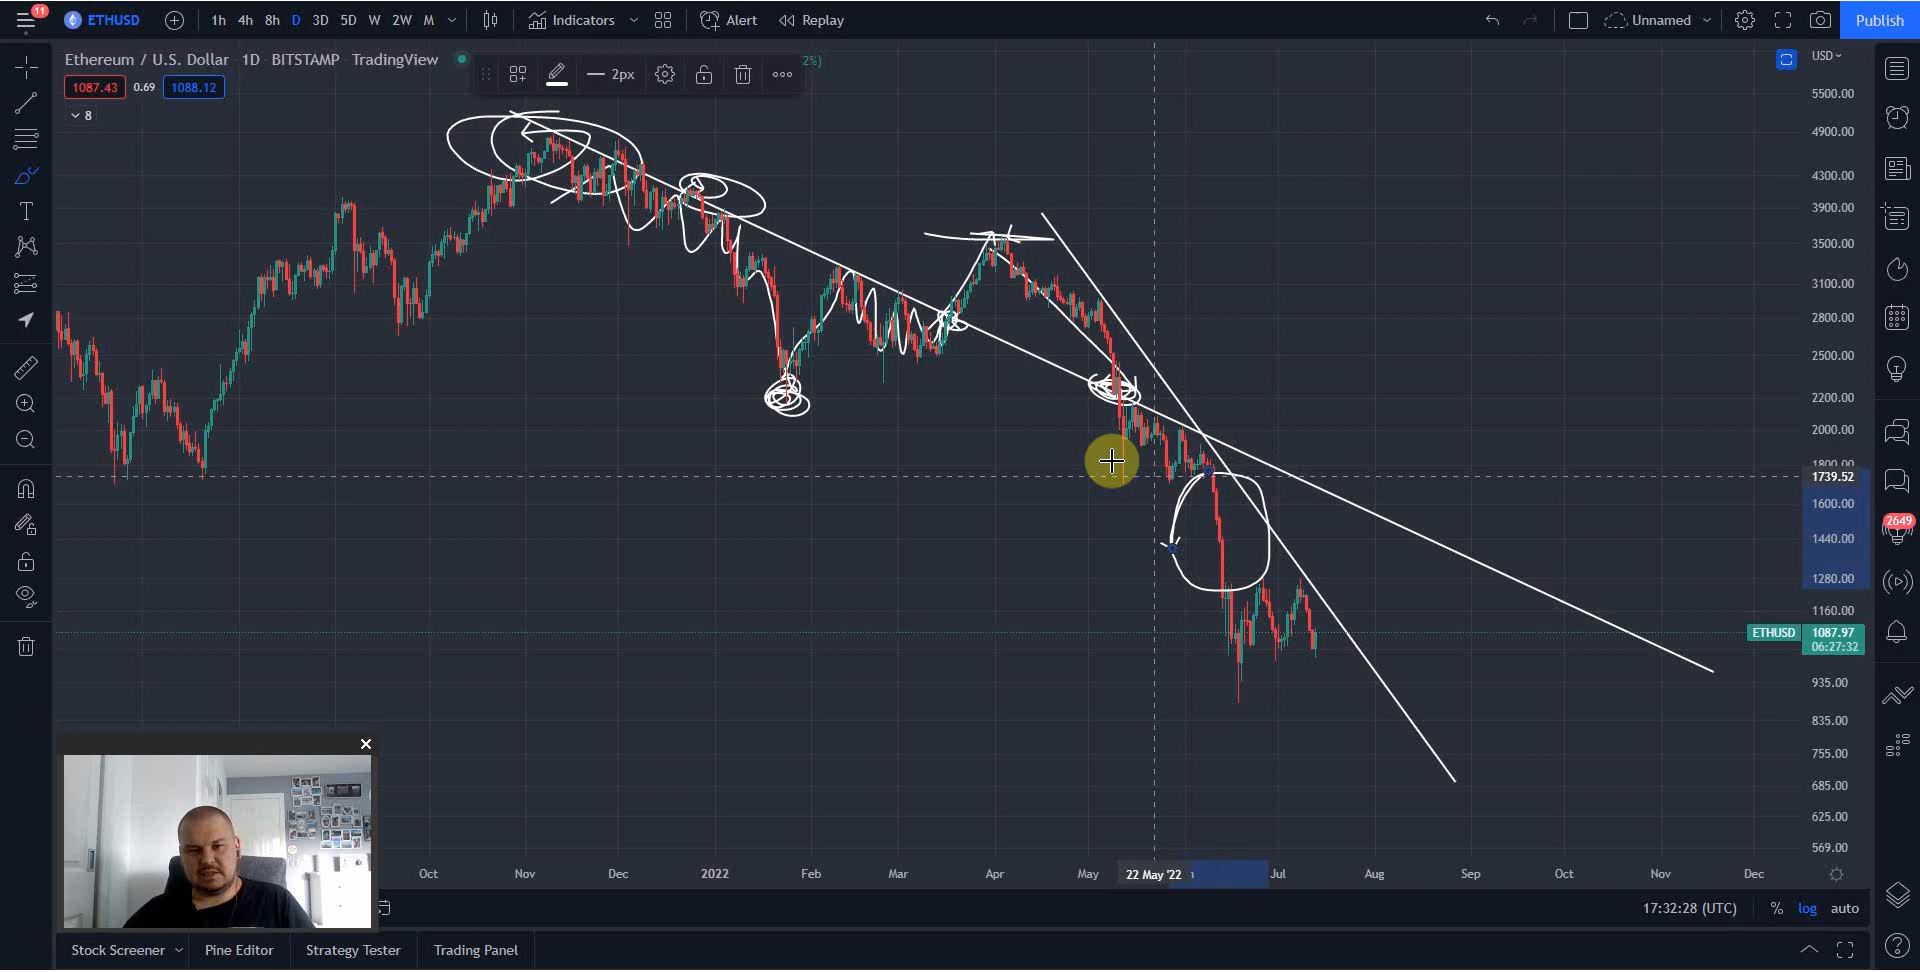 11
ETHUSD
1h 4h 8h D 3D 5D W 2W M
Indicators
Alert
Replay
Unnamed
Publish
Ethereum / U.S. Dollar 1D BITSTAMP TradingView
2px
2%)
USD
1087.43 0.69 1088.12
8
5500.00
4900.00
4300.00
3900.00
3500.00
3100.00
2800.00
2500.00
2200.00
2000.00
1800.00
1739.52
1600.00
1440.00
1280.00
1160.00
ETHUSD 1087.97
06:27:32
935.00
835.00
755.00
685.00
625.00
569.00
2649
Oct Nov Dec 2022 Feb Mar Apr May 22 May '22 Jul Aug Sep Oct Nov Dec
17:32:28 (UTC) % log auto
Stock Screener Pine Editor Strategy Tester Trading Panel